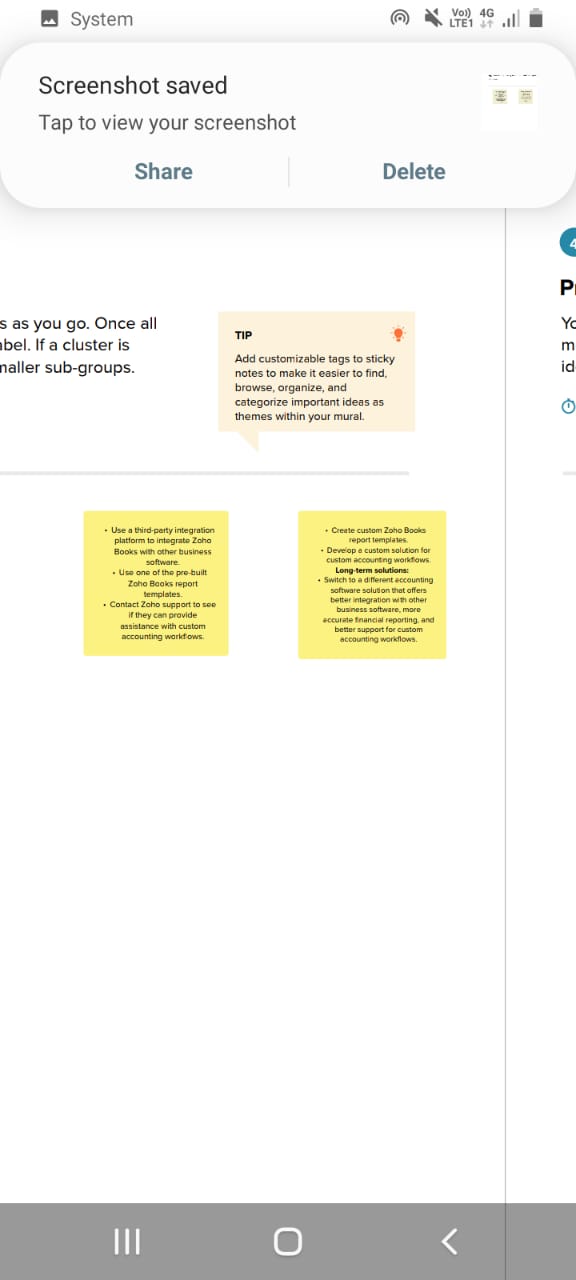 System
Vo)) 4G
LTE1
Screenshot saved
Tap to view your screenshot
Share
Delete
s as you go. Once all
bel. If a cluster is
naller sub-groups.
TIP
Add customizable tags to sticky
notes to make it easier to find,
browse, organize, and
categorize important ideas as
themes within your mural.
• Use a third-party integration
platform to integrate Zoho
Books with other business
software.
• Use one of the pre-built
Zoho Books report
templates.
• Contact Zoho support to see
if they can provide
assistance with custom
accounting workflows.
• Create custom Zoho Books
report templates.
• Develop a custom solution for
custom accounting workflows.
Long-term solutions:
• Switch to a different accounting
software solution that offers
better integration with other
business software, more
accurate financial reporting, and
better support for custom
accounting workflows.
4